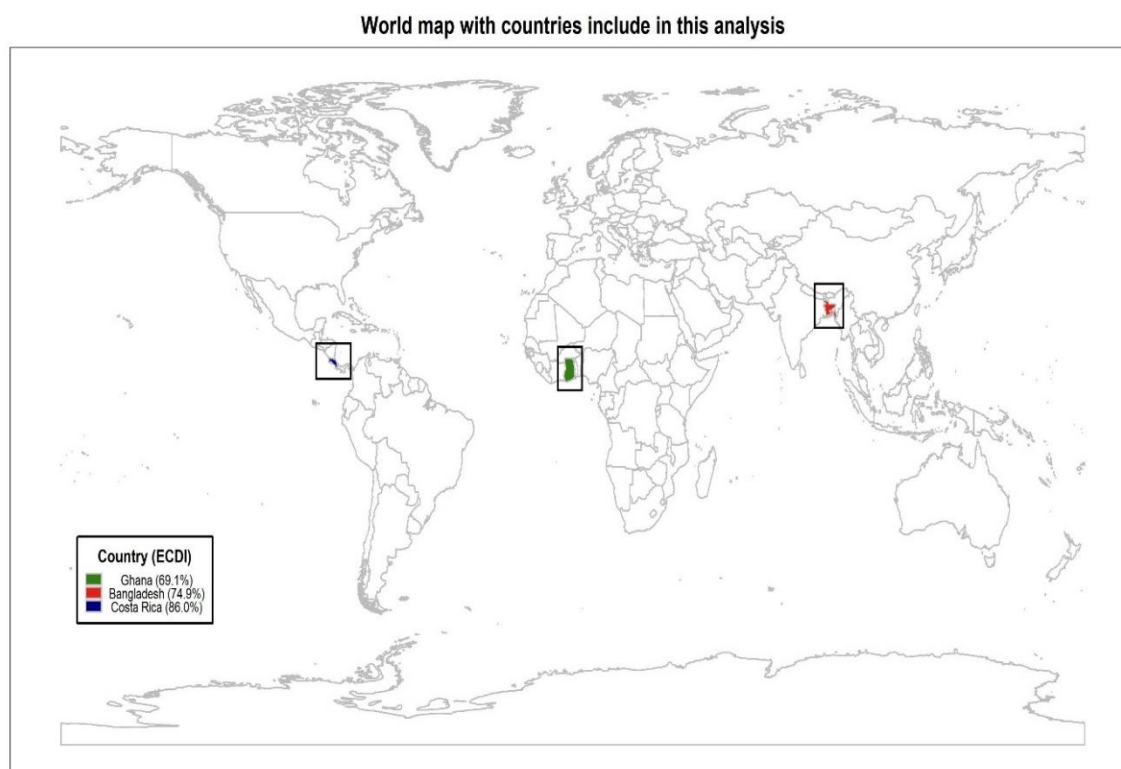 World map with countries include in this analysis
Country (ECDI)
Ghana (69.1%)
Bangladesh (74.9%)
Costa Rica (86.0%)